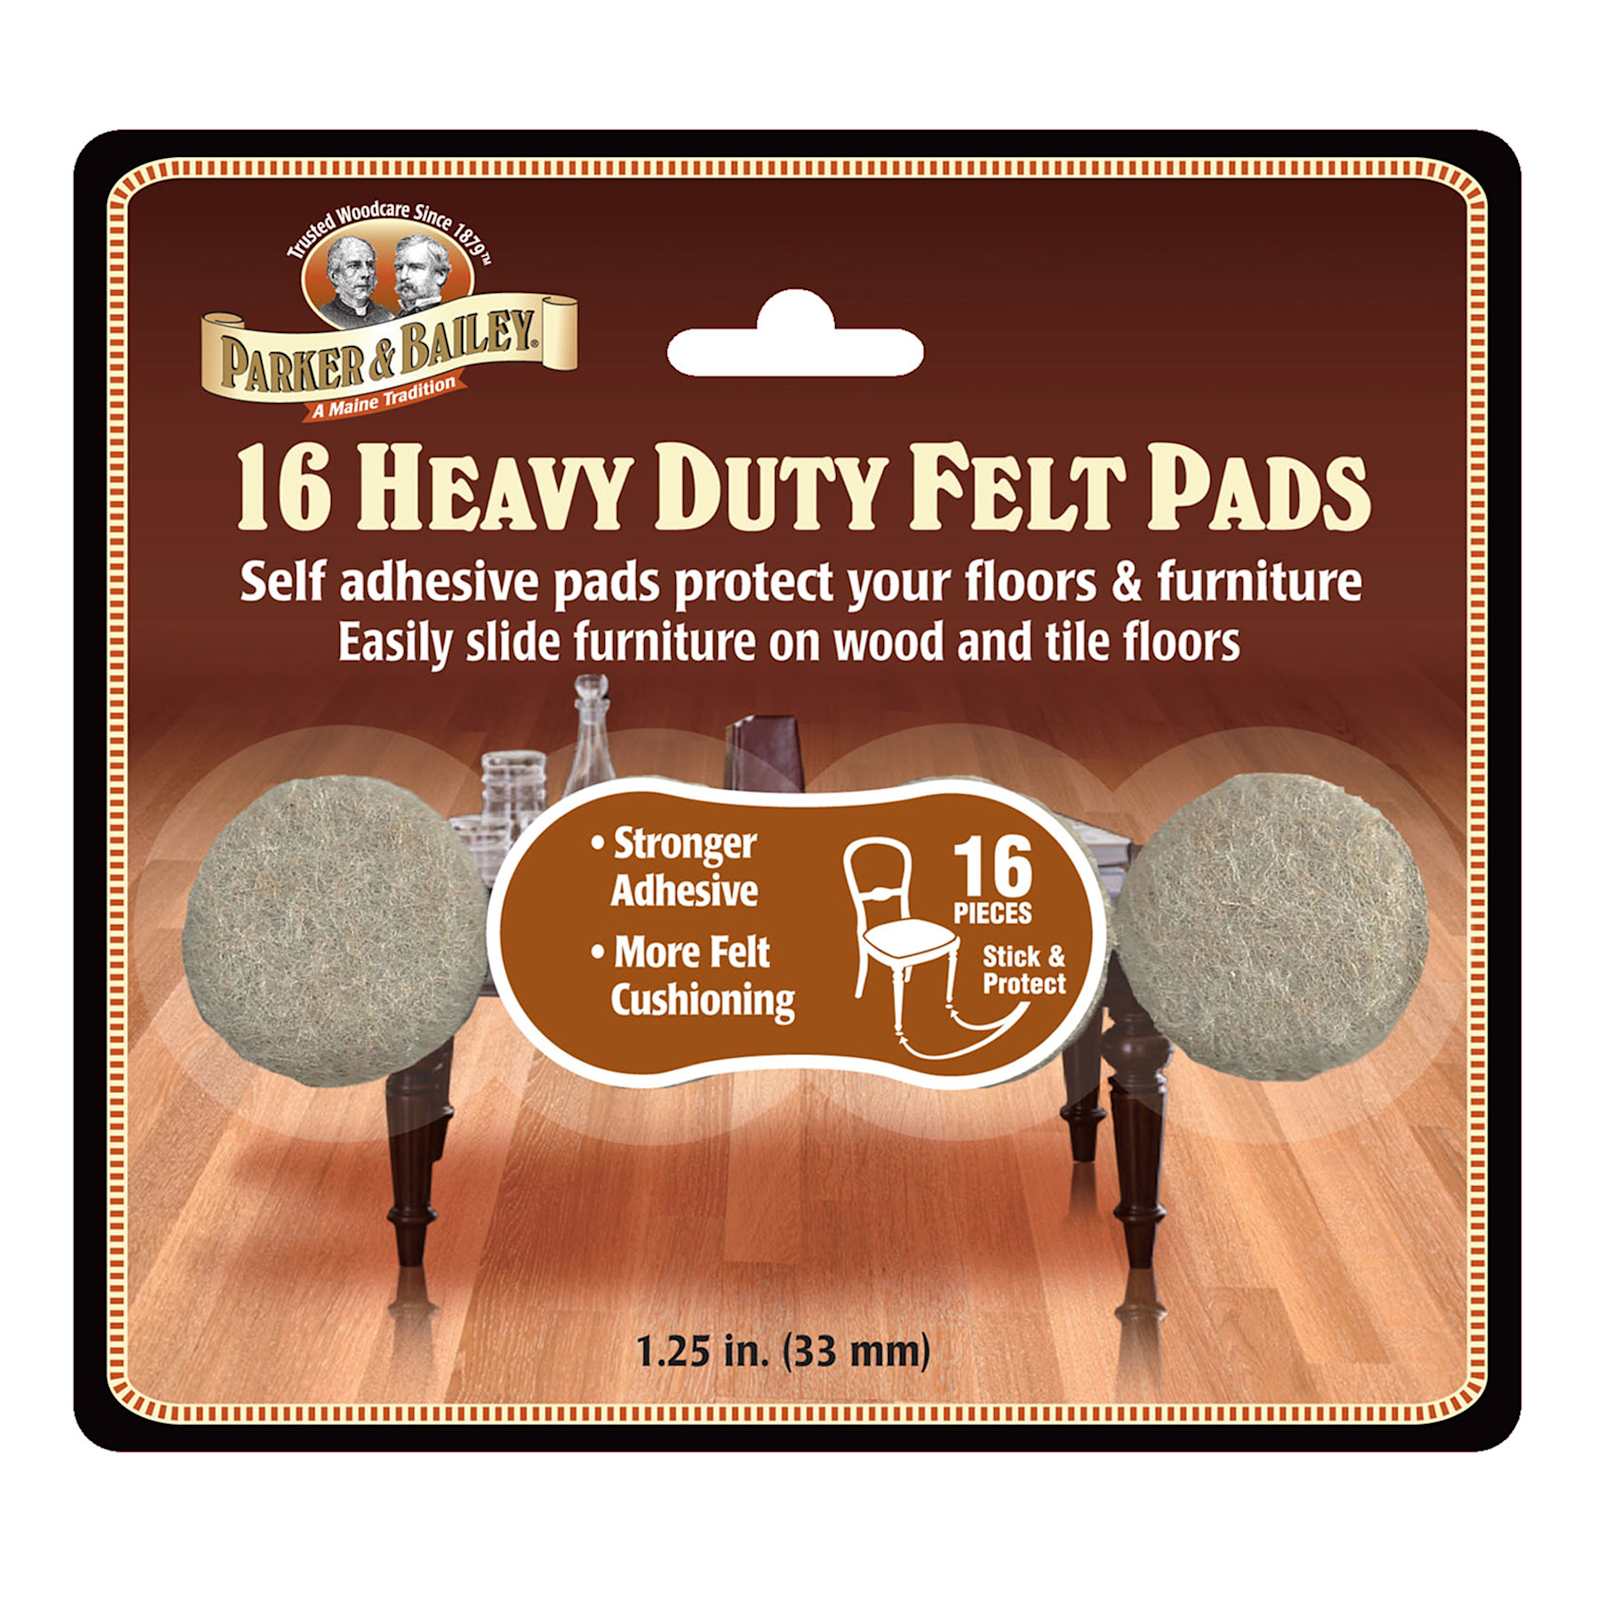 Trusted Woodcare Since 1879™
PARKER & BAILEY®
A Maine Tradition
16 HEAVY DUTY FELT PADS
Self adhesive pads protect your floors & furniture
Easily slide furniture on wood and tile floors
• Stronger
Adhesive
• More Felt
Cushioning
16
PIECES
Stick &
Protect
1.25 in. (33 mm)